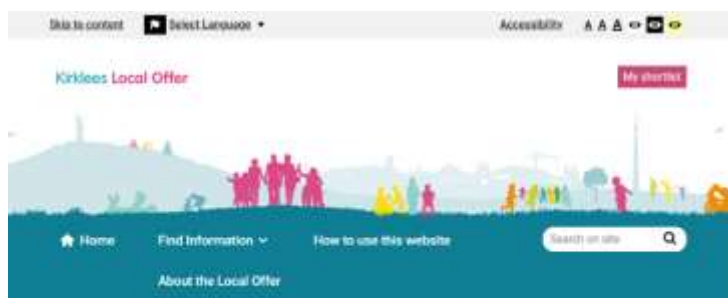 Skip to content Select Language Accessibility A A A
Kirklees Local Offer My shortlist
Home Find Information How to use this website Search on site
About the Local Offer